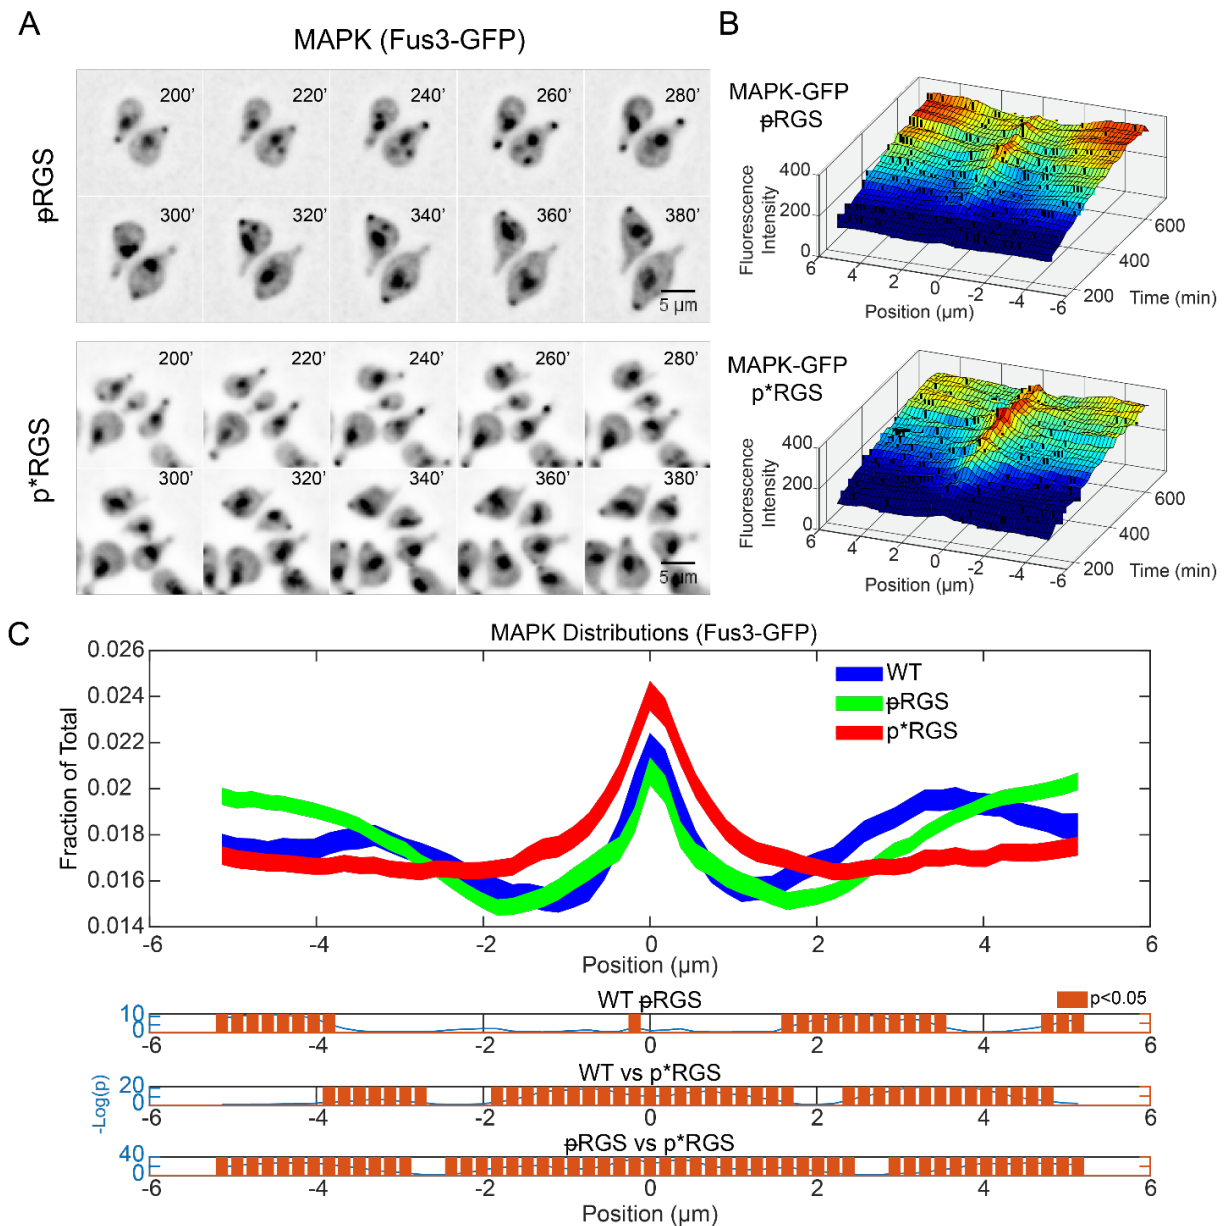 A
MAPK (Fus3-GFP)
pRGS
200’ 220’ 240’ 260’ 280’
300’ 320’ 340’ 360’ 380’
5 µm
p*RGS
200’ 220’ 240’ 260’ 280’
300’ 320’ 340’ 360’ 380’
5 µm
B
MAPK-GFP
pRGS
Fluorescence
Intensity
400
200
0
6 4 2 0 -2 -4 -6
Position (µm)
200 400 600
Time (min)
MAPK-GFP
p*RGS
Fluorescence
Intensity
400
200
0
6 4 2 0 -2 -4 -6
Position (µm)
200 400 600
Time (min)
C
MAPK Distributions (Fus3-GFP)
Fraction of Total
0.026
0.024
0.022
0.02
0.018
0.016
0.014
WT
pRGS
p*RGS
-6 -4 -2 0 2 4 6
Position (µm)
WT pRGS
p<0.05
10
0
-6 -4 -2 0 2 4 6
WT vs p*RGS
-Log(p)
20
0
-6 -4 -2 0 2 4 6
pRGS vs p*RGS
40
0
-6 -4 -2 0 2 4 6
Position (µm)